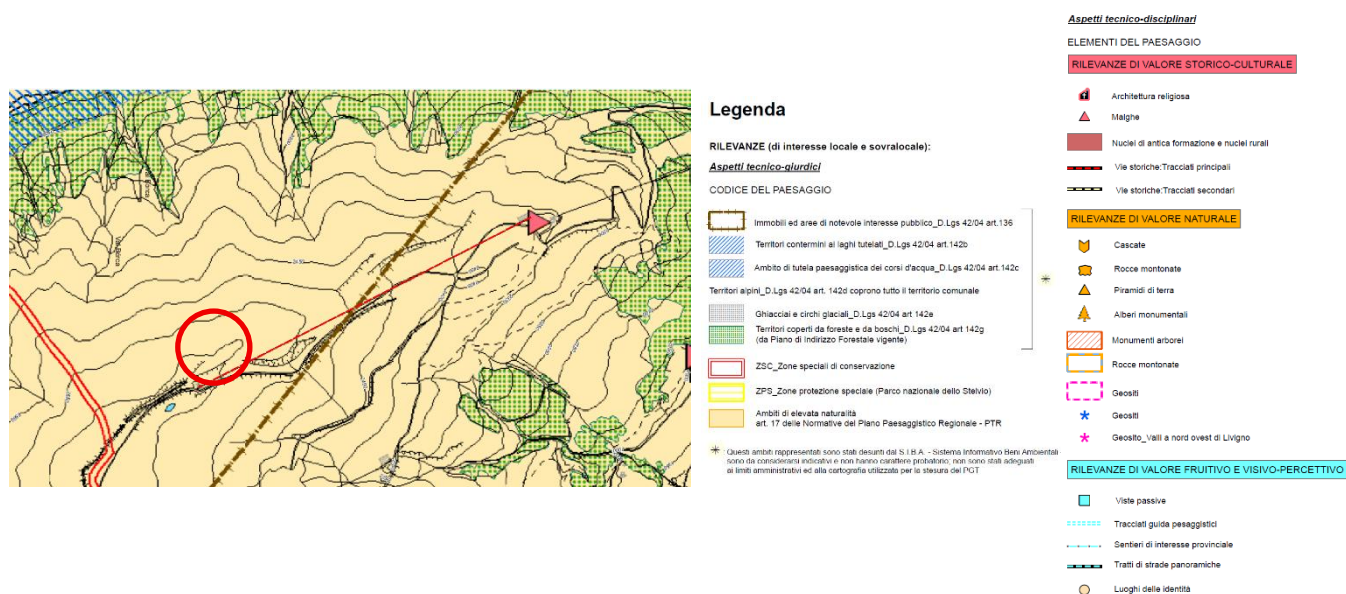 Legenda
RILEVANZE (di interesse locale e sovralocale):
Aspetti tecnico-giurdici
CODICE DEL PAESAGGIO
Immobili ed aree di notevole interesse pubblico_D.Lgs 42/04 art.136
Territori contermini ai laghi tutelati_D.Lgs 42/04 art.142b
Ambito di tutela paesaggistica dei corsi d'acqua_D.Lgs 42/04 art.142c
Territori alpini_D.Lgs 42/04 art. 142d coprono tutto il territorio comunale
Ghiacciai e circhi glaciali_D.Lgs 42/04 art 142e
Territori coperti da foreste e da boschi_D.Lgs 42/04 art 142g
(da Piano di Indirizzo Forestale vigente)
ZSC_Zone speciali di conservazione
ZPS_Zone protezione speciale (Parco nazionale dello Stelvio)
Ambiti di elevata naturalità
art. 17 delle Normative del Piano Paesaggistico Regionale - PTR
Questi ambiti rappresentati sono stati desunti dal S.I.B.A. - Sistema Informativo Beni Ambientali
sono da considerarsi indicativi e non hanno carattere probatorio; non sono stati adeguati
ai limiti amministrativi ed alla cartografia utilizzata per la stesura del PGT
Aspetti tecnico-disciplinari
ELEMENTI DEL PAESAGGIO
RILEVANZE DI VALORE STORICO-CULTURALE
Architettura religiosa
Malghe
Nuclei di antica formazione e nuclei rurali
Vie storiche:Tracciati principali
Vie storiche:Tracciati secondari
RILEVANZE DI VALORE NATURALE
Cascate
Rocce montonate
Piramidi di terra
Alberi monumentali
Monumenti arborei
Rocce montonate
Geositi
Geositi
Geosito_Valli a nord ovest di Livigno
RILEVANZE DI VALORE FRUITIVO E VISIVO-PERCETTIVO
Viste passive
Tracciati guida pesaggistici
Sentieri di interesse provinciale
Tratti di strade panoramiche
Luoghi delle identità